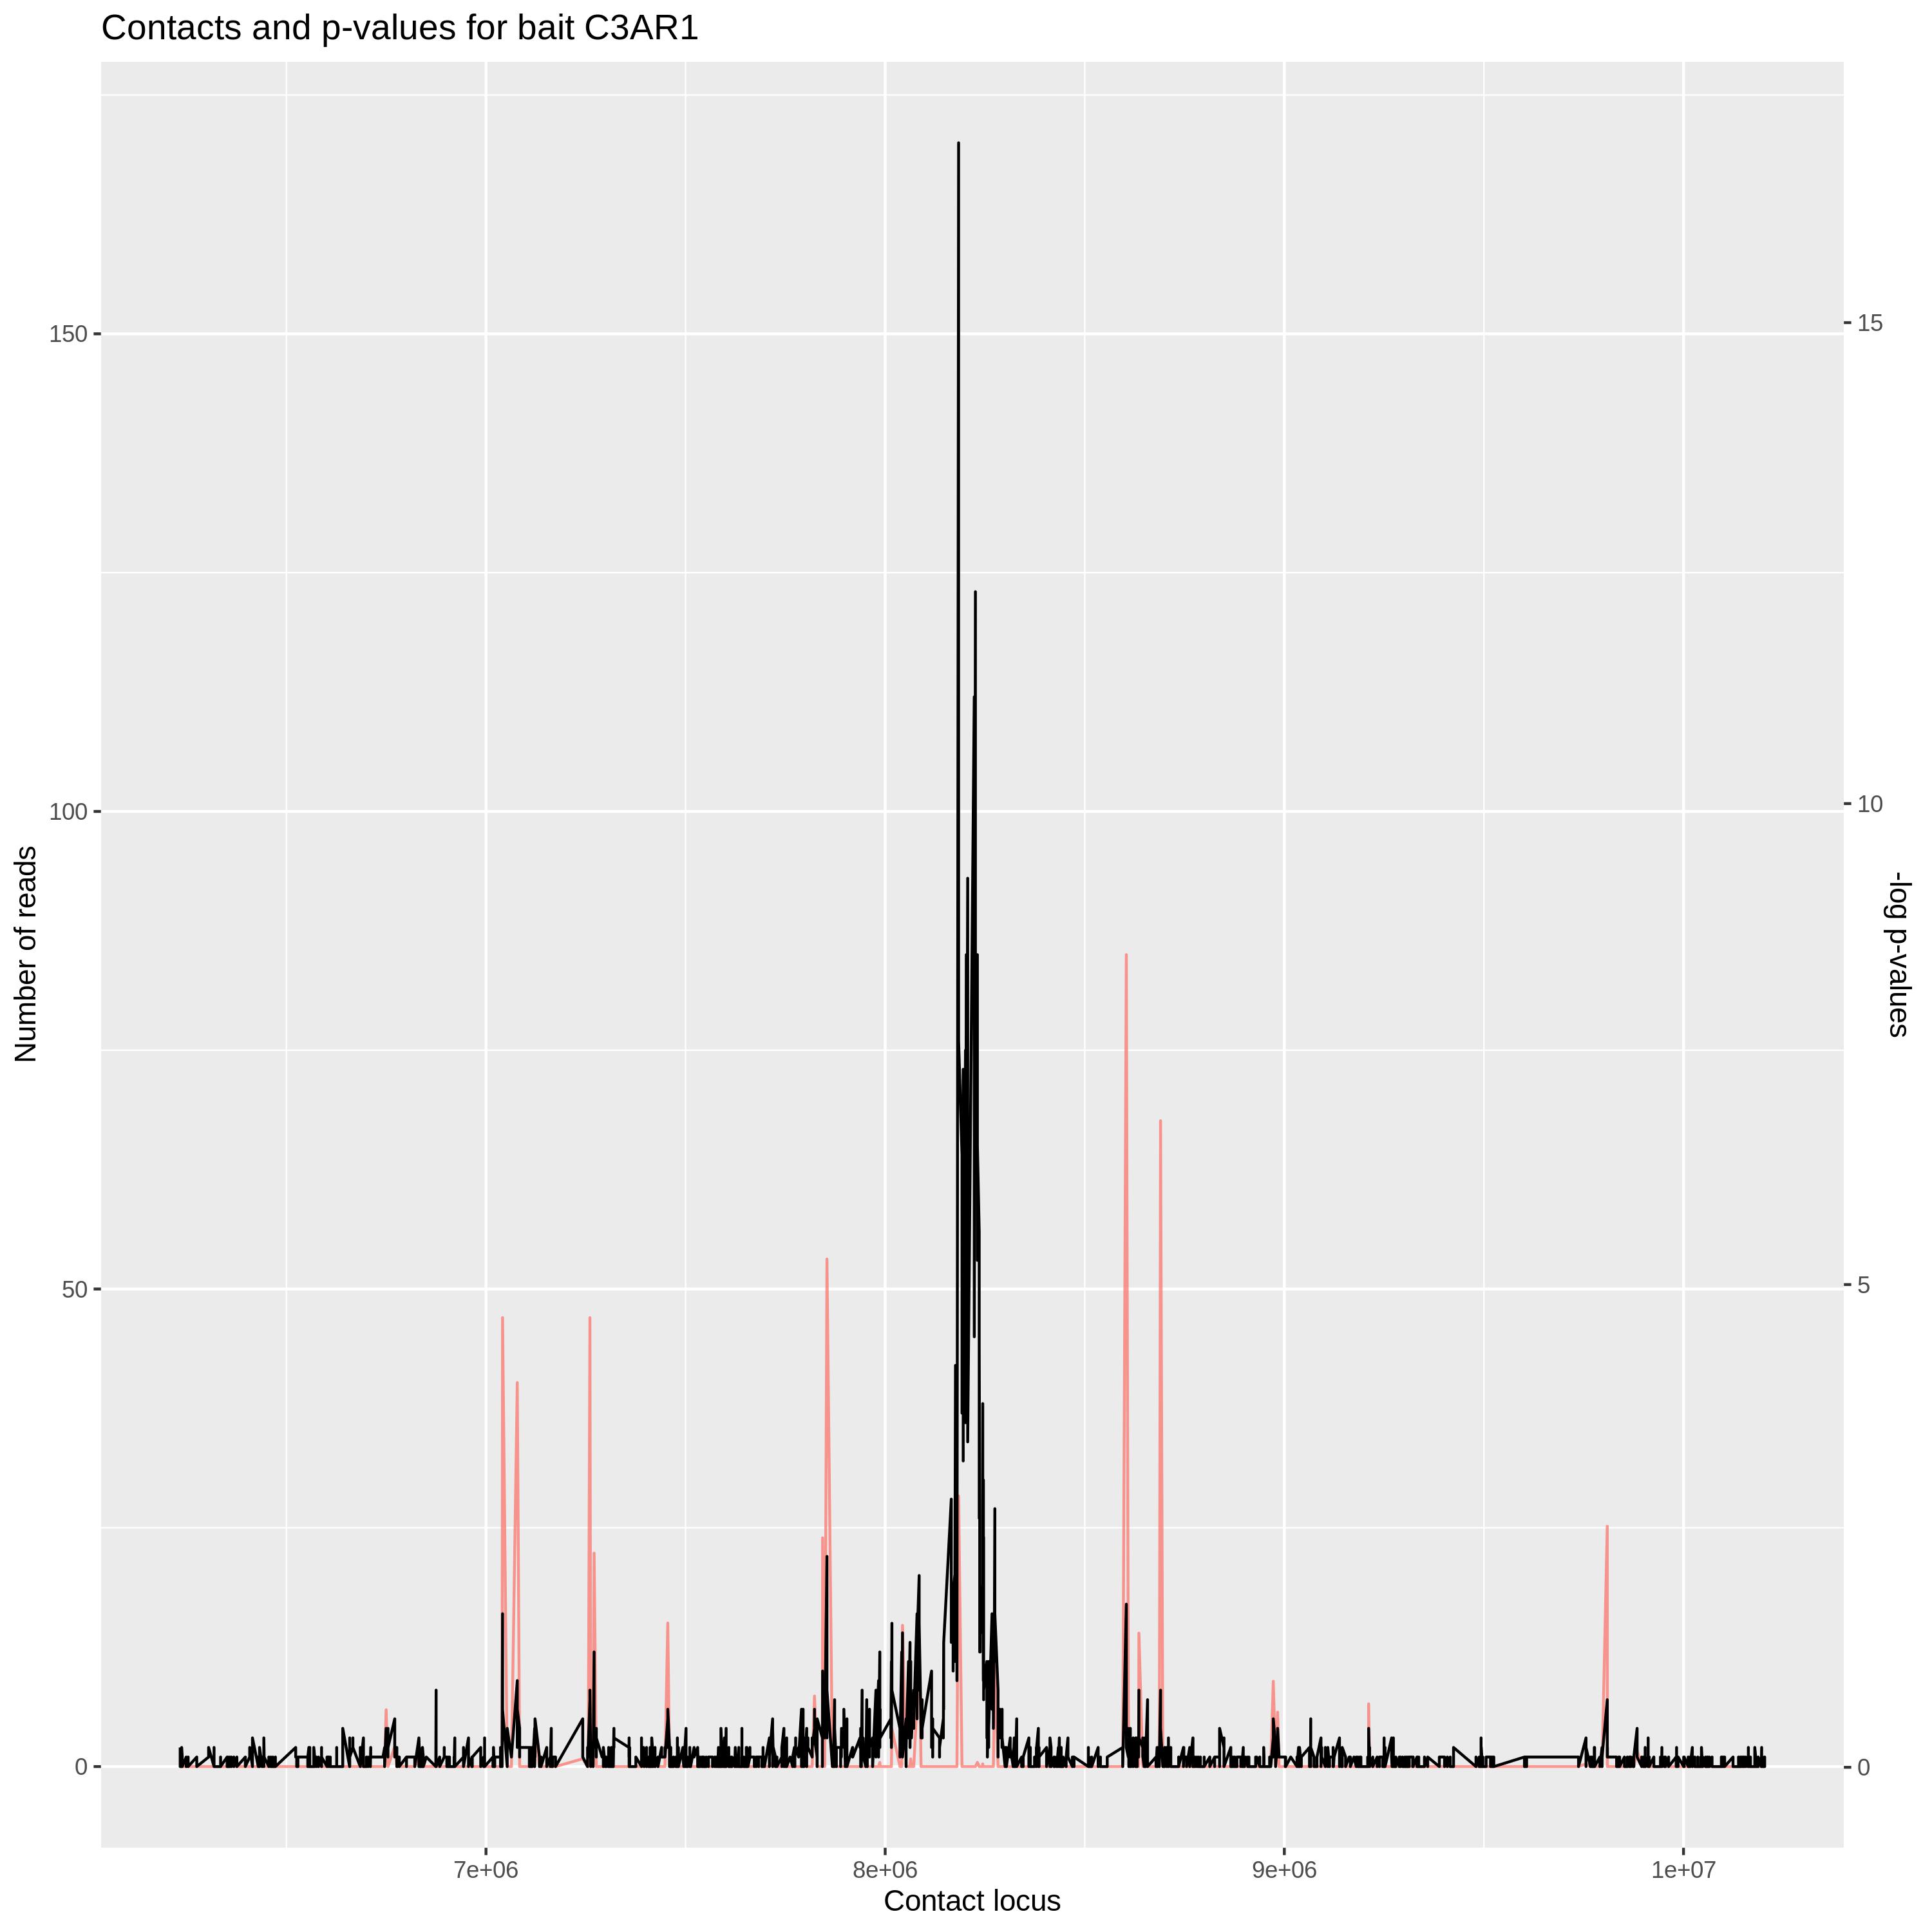 Contacts and p-values for bait C3AR1
Number of reads
150
100
50
0
15
10
5
0
-log p-values
7e+06
8e+06
9e+06
1e+07
Contact locus